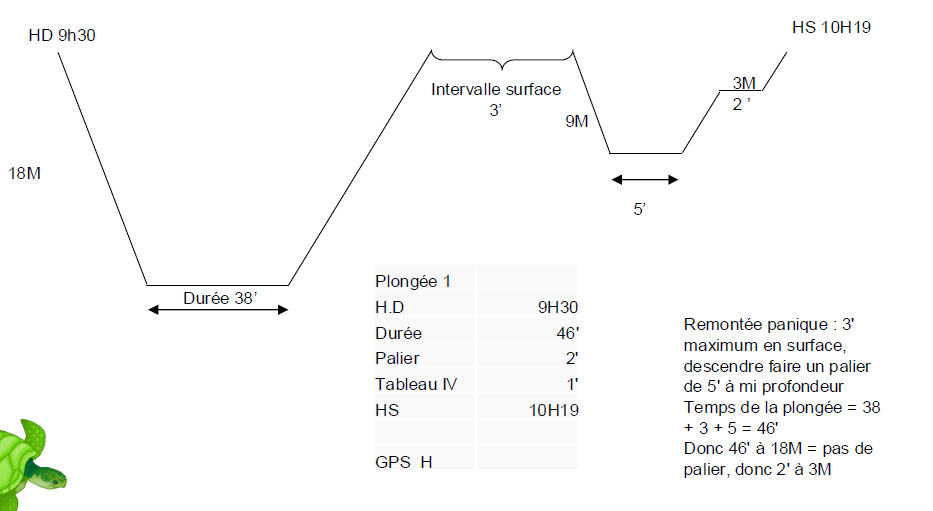 HD 9h30
HS 10H19
Intervalle surface
3'
3M
2 '
9M
18M
5'
Durée 38'
Plongée 1
H.D 9H30
Durée 46'
Palier 2'
Tableau IV 1'
HS 10H19
GPS H
Remontée panique : 3'
maximum en surface,
descendre faire un palier
de 5' à mi profondeur
Temps de la plongée = 38
+ 3 + 5 = 46'
Donc 46' à 18M = pas de
palier, donc 2' à 3M